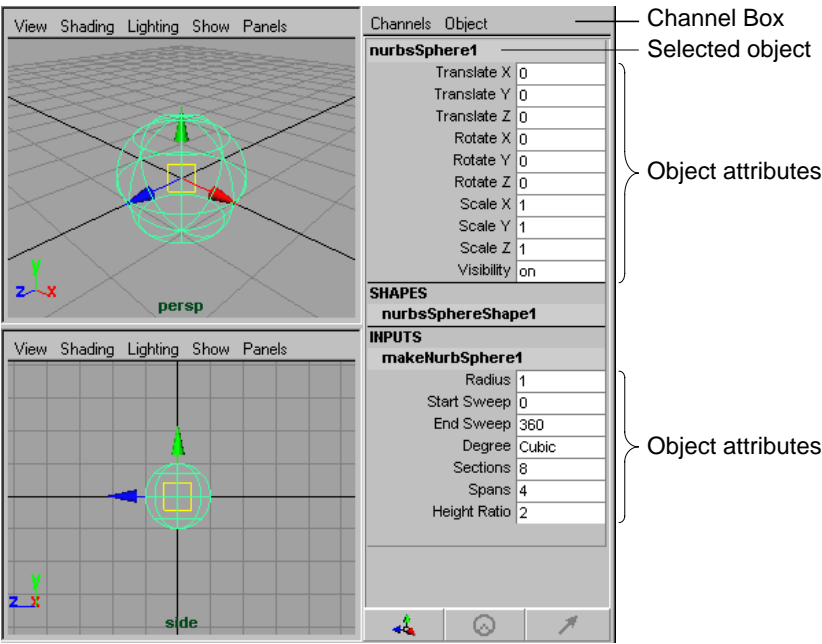 View Shading Lighting Show Panels
y
z x
persp
View Shading Lighting Show Panels
y
z x
side
Channels Object
nurbsSphere1
Translate X 0
Translate Y 0
Translate Z 0
Rotate X 0
Rotate Y 0
Rotate Z 0
Scale X 1
Scale Y 1
Scale Z 1
Visibility on
SHAPES
nurbsSphereShape1
INPUTS
makeNurbSphere1
Radius 1
Start Sweep 0
End Sweep 360
Degree Cubic
Sections 8
Spans 4
Height Ratio 2
Channel Box
Selected object
Object attributes
Object attributes